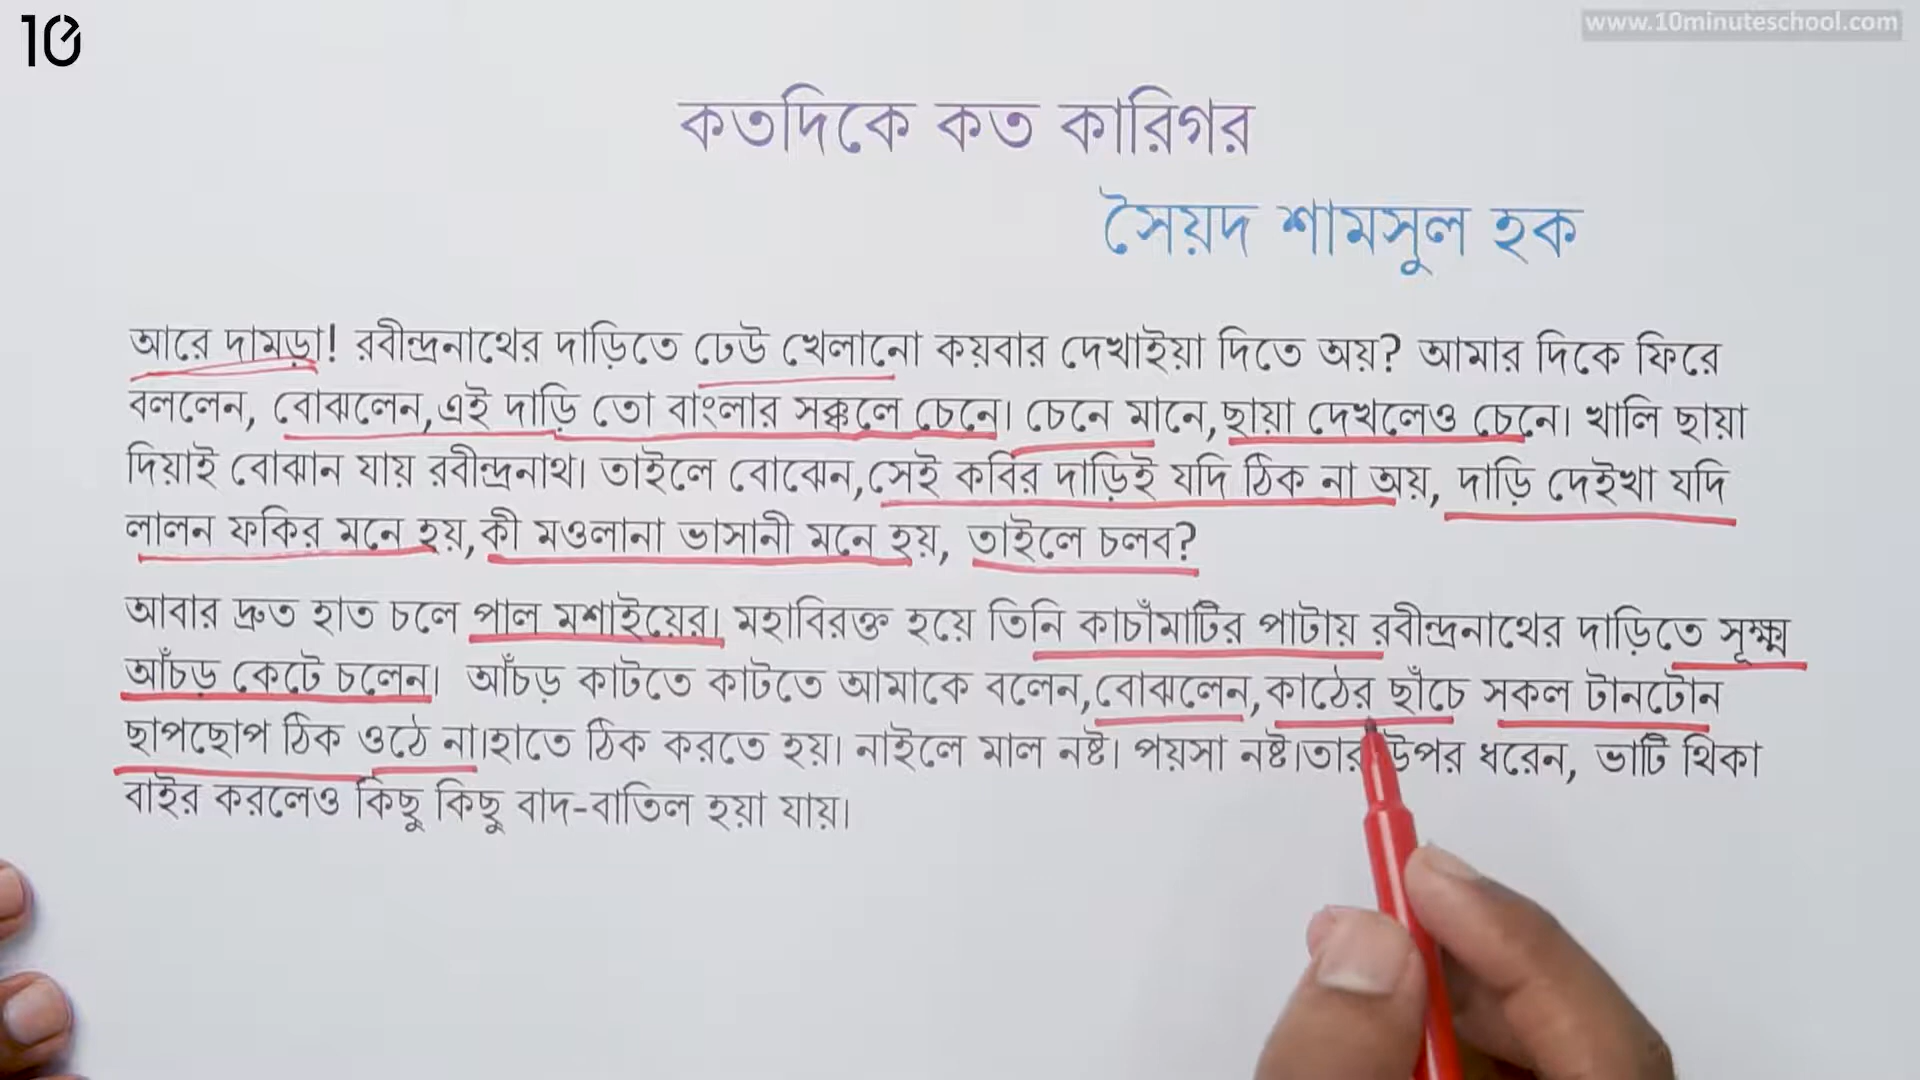 10
www.10minuteschool.com
কতদিকে কত কারিগর
সৈয়দ শামসুল হক
আরে দামড়া! রবীন্দ্রনাথের দাড়িতে ঢেউ খেলানো কয়বার দেখাইয়া দিতে অয়? আমার দিকে ফিরে
বললেন, বোঝলেন,এই দাড়ি তো বাংলার সক্কলে চেনে। চেনে মানে,ছায়া দেখলেও চেনে। খালি ছায়া
দিয়াই বোঝান যায় রবীন্দ্রনাথ। তাইলে বোঝেন,সেই কবির দাড়িই যদি ঠিক না অয়, দাড়ি দেইখা যদি
লালন ফকির মনে হয়,কী মওলানা ভাসানী মনে হয়, তাইলে চলব?
আবার দ্রুত হাত চলে পাল মশাইয়ের। মহাবিরক্ত হয়ে তিনি কাচাঁমাটির পাটায় রবীন্দ্রনাথের দাড়িতে সূক্ষ্ম
আঁচড় কেটে চলেন। আঁচড় কাটতে কাটতে আমাকে বলেন,বোঝলেন,কাঠের ছাঁচে সকল টানটোন
ছাপছোপ ঠিক ওঠে না।হাতে ঠিক করতে হয়। নাইলে মাল নষ্ট। পয়সা নষ্ট।তার উপর ধরেন, ভাটি থিকা
বাইর করলেও কিছু কিছু বাদ-বাতিল হয়া যায়।